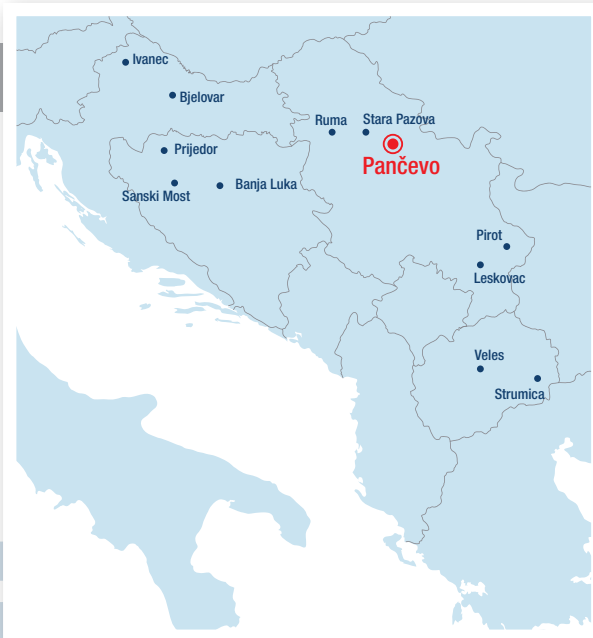 Ivanec
Bjelovar
Ruma
Stara Pazova
Pančevo
Prijedor
Sanski Most
Banja Luka
Pirot
Leskovac
Veles
Strumica